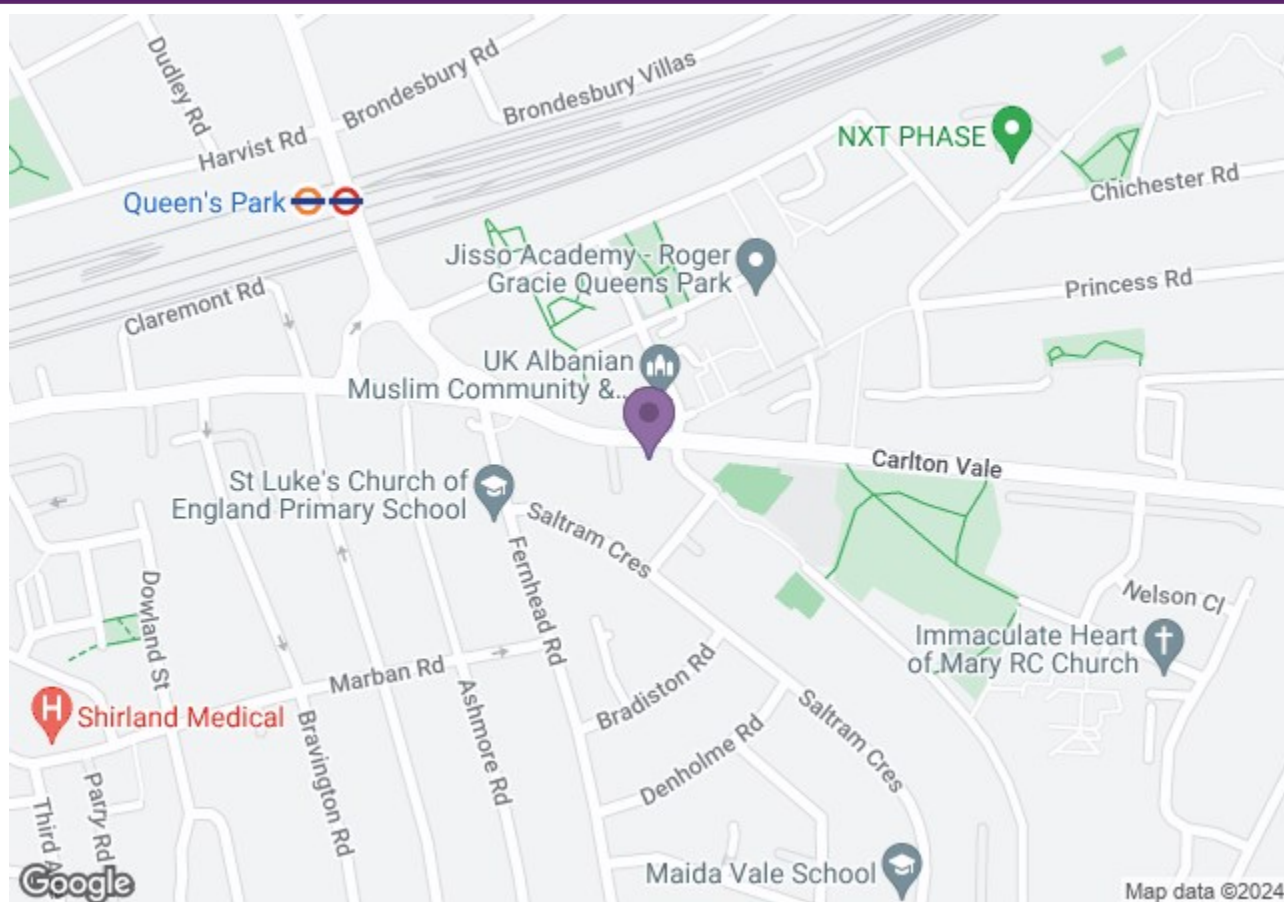 Dudley Rd
Brondesbury Rd
Brondesbury Villas
Harvist Rd
NXT PHASE
Chichester Rd
Queen's Park
Jisso Academy - Roger
Gracie Queens Park
Princess Rd
Claremont Rd
UK Albanian
Muslim Community &..
Carlton Vale
St Luke's Church of
England Primary School
Saltram Cres
Fernhead Rd
Dowland St
Nelson Cl
Immaculate Heart
of Mary RC Church
Marban Rd
Bradiston Rd
Ashmore Rd
Shirland Medical
Bravington Rd
Saltram Cres
Denholme Rd
Parry Rd
Third A
Maida Vale School
Google
Map data ©2024